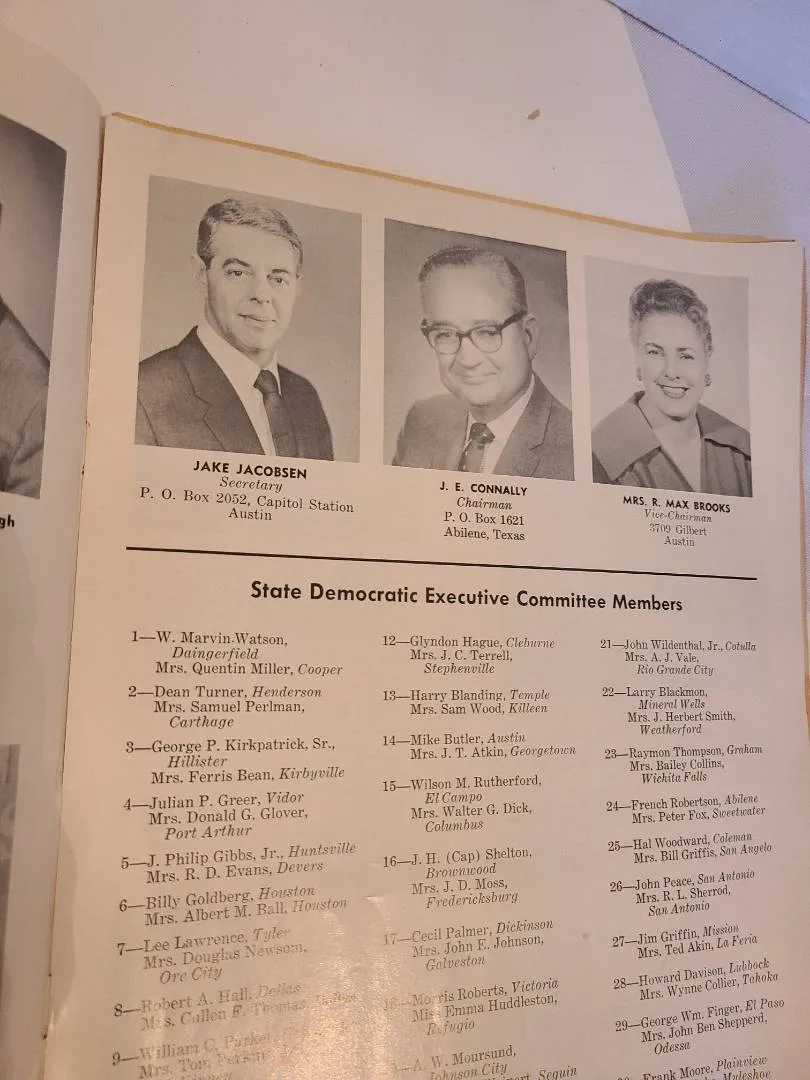 gh
JAKE JACOBSEN
Secretary
P. O. Box 2052, Capitol Station
Austin
J. E. CONNALLY
Chairman
P. O. Box 1621
Abilene, Texas
MRS. R. MAX BROOKS
Vice-Chairman
3709 Gilbert
Austin
State Democratic Executive Committee Members
1—W. Marvin Watson,
Daingerfield
Mrs. Quentin Miller, Cooper
2—Dean Turner, Henderson
Mrs. Samuel Perlman,
Carthage
3—George P. Kirkpatrick, Sr.,
Hillister
Mrs. Ferris Bean, Kirbyville
4—Julian P. Greer, Vidor
Mrs. Donald G. Glover,
Port Arthur
5—J. Philip Gibbs, Jr., Huntsville
Mrs. R. D. Evans, Devers
6—Billy Goldberg, Houston
Mrs. Albert M. Ball, Houston
7—Lee Lawrence, Tyler
Mrs. Douglas Newsom,
Ore City
8—Robert A. Hall, Dallas
Mrs. Cullen F. Thomas,
9—William C.
Mrs. Tom
12—Glyndon Hague, Cleburne
Mrs. J. C. Terrell,
Stephenville
13—Harry Blanding, Temple
Mrs. Sam Wood, Killeen
14—Mike Butler, Austin
Mrs. J. T. Atkin, Georgetown
15—Wilson M. Rutherford,
El Campo
Mrs. Walter G. Dick,
Columbus
16—J. H. (Cap) Shelton,
Brownwood
Mrs. J. D. Moss,
Fredericksburg
17—Cecil Palmer, Dickinson
Mrs. John E. Johnson,
Galveston
18—Morris Roberts, Victoria
Miss Emma Huddleston,
Refugio
A. W. Moursund,
Johnson City
Seguin
21—John Wildenthal, Jr., Cotulla
Mrs. A. J. Vale,
Rio Grande City
22—Larry Blackmon,
Mineral Wells
Mrs. J. Herbert Smith,
Weatherford
23—Raymon Thompson, Graham
Mrs. Bailey Collins,
Wichita Falls
24—French Robertson, Abilene
Mrs. Peter Fox, Sweetwater
25—Hal Woodward, Coleman
Mrs. Bill Griffis, San Angelo
26—John Peace, San Antonio
Mrs. R. L. Sherrod,
San Antonio
27—Jim Griffin, Mission
Mrs. Ted Akin, La Feria
28—Howard Davison, Lubbock
Mrs. Wynne Collier, Tahoka
29—George Wm. Finger, El Paso
Mrs. John Ben Shepperd,
Odessa
Frank Moore, Plainview
Muleshoe